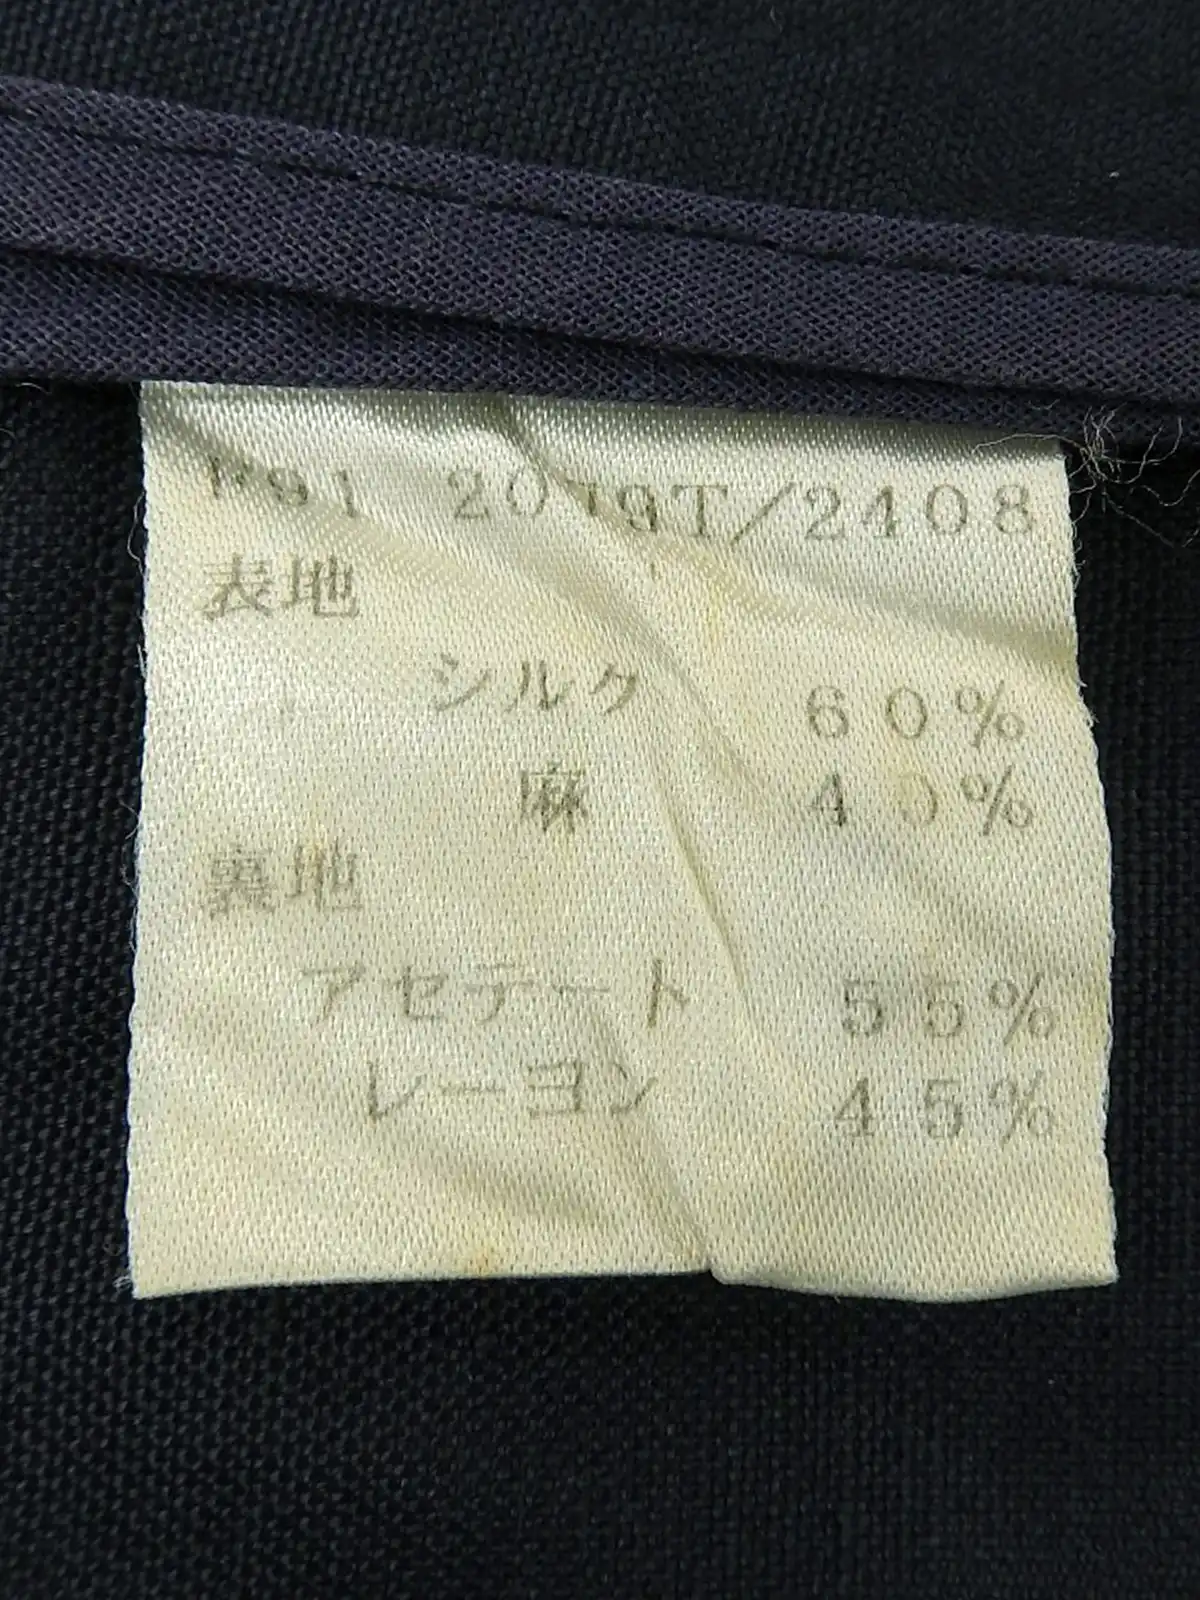 2019T/2408
表地
シルク 60%
麻 40%
裏地
アセテート 55%
レーヨン 45%